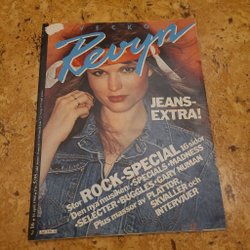 VECKO
Revyn
JEANS-
EXTRA!
Stor ROCK-SPECIAL 16 sidor
Den nya musiken • SPECIALS • MADNESS
• SELECTER • BUGGLES • GARY NUMAN
Plus massor av PLATTOR,
SKVALLER och
INTERVJUER